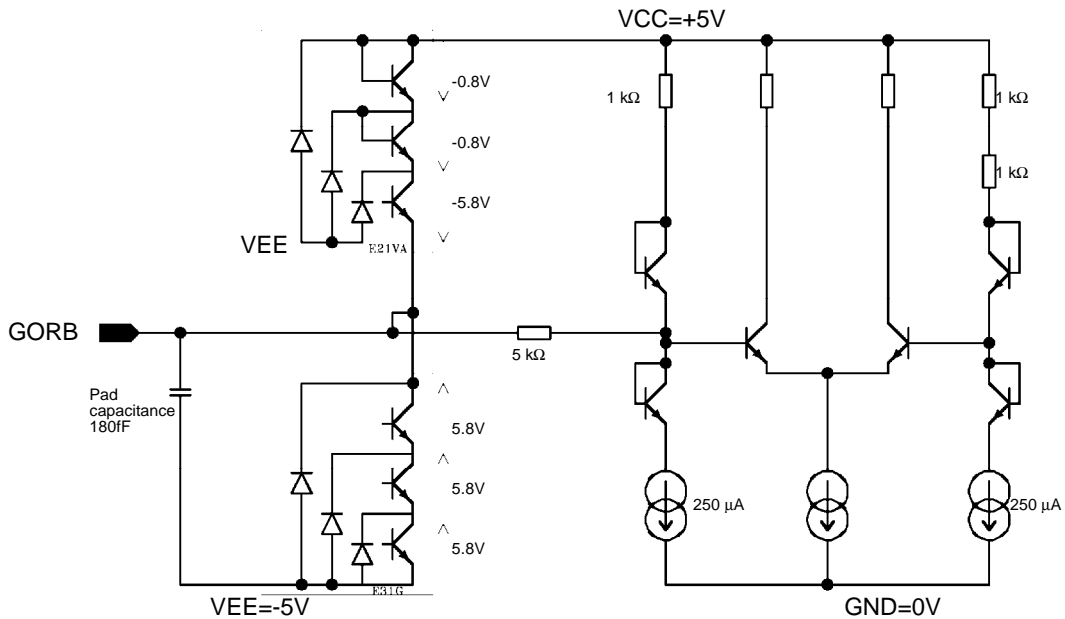 VCC=+5V
-0.8V
1 kΩ
1 kΩ
-0.8V
1 kΩ
-5.8V
VEE
E21VA
GORB
5 kΩ
Pad
capacitance
180fF
5.8V
5.8V
250 µA
250 µA
5.8V
E31G
VEE=-5V
GND=0V